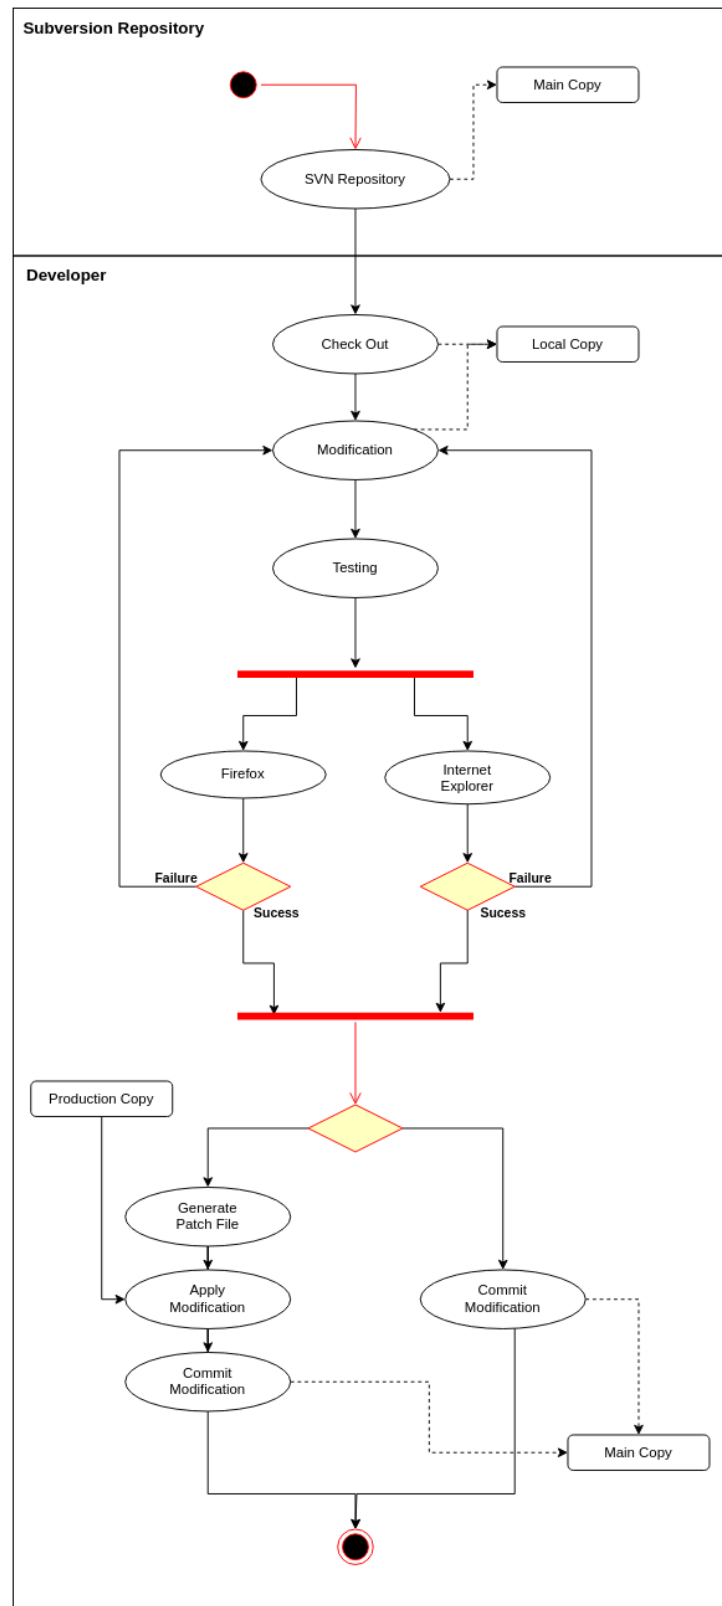 Subversion Repository
Main Copy
SVN Repository
Developer
Check Out
Local Copy
Modification
Testing
Firefox
Internet
Explorer
Failure
Failure
Sucess
Sucess
Production Copy
Generate
Patch File
Apply
Modification
Commit
Modification
Commit
Modification
Main Copy